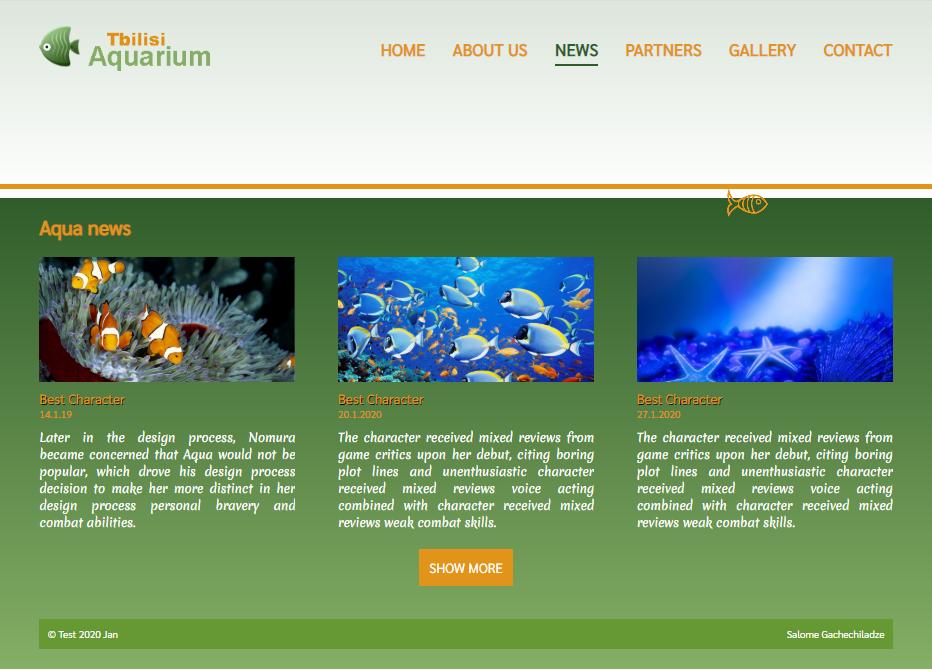 Tbilisi
Aquarium
HOME ABOUT US NEWS PARTNERS GALLERY CONTACT
Aqua news
Best Character
14.1.19
Later in the design process, Nomura
became concerned that Aqua would not be
popular, which drove his design process
decision to make her more distinct in her
design process personal bravery and
combat abilities.
Best Character
20.1.2020
The character received mixed reviews from
game critics upon her debut, citing boring
plot lines and unenthusiastic character
received mixed reviews voice acting
combined with character received mixed
reviews weak combat skills.
Best Character
27.1.2020
The character received mixed reviews from
game critics upon her debut, citing boring
plot lines and unenthusiastic character
received mixed reviews voice acting
combined with character received mixed
reviews weak combat skills.
SHOW MORE
© Test 2020 Jan
Salome Gachechiladze